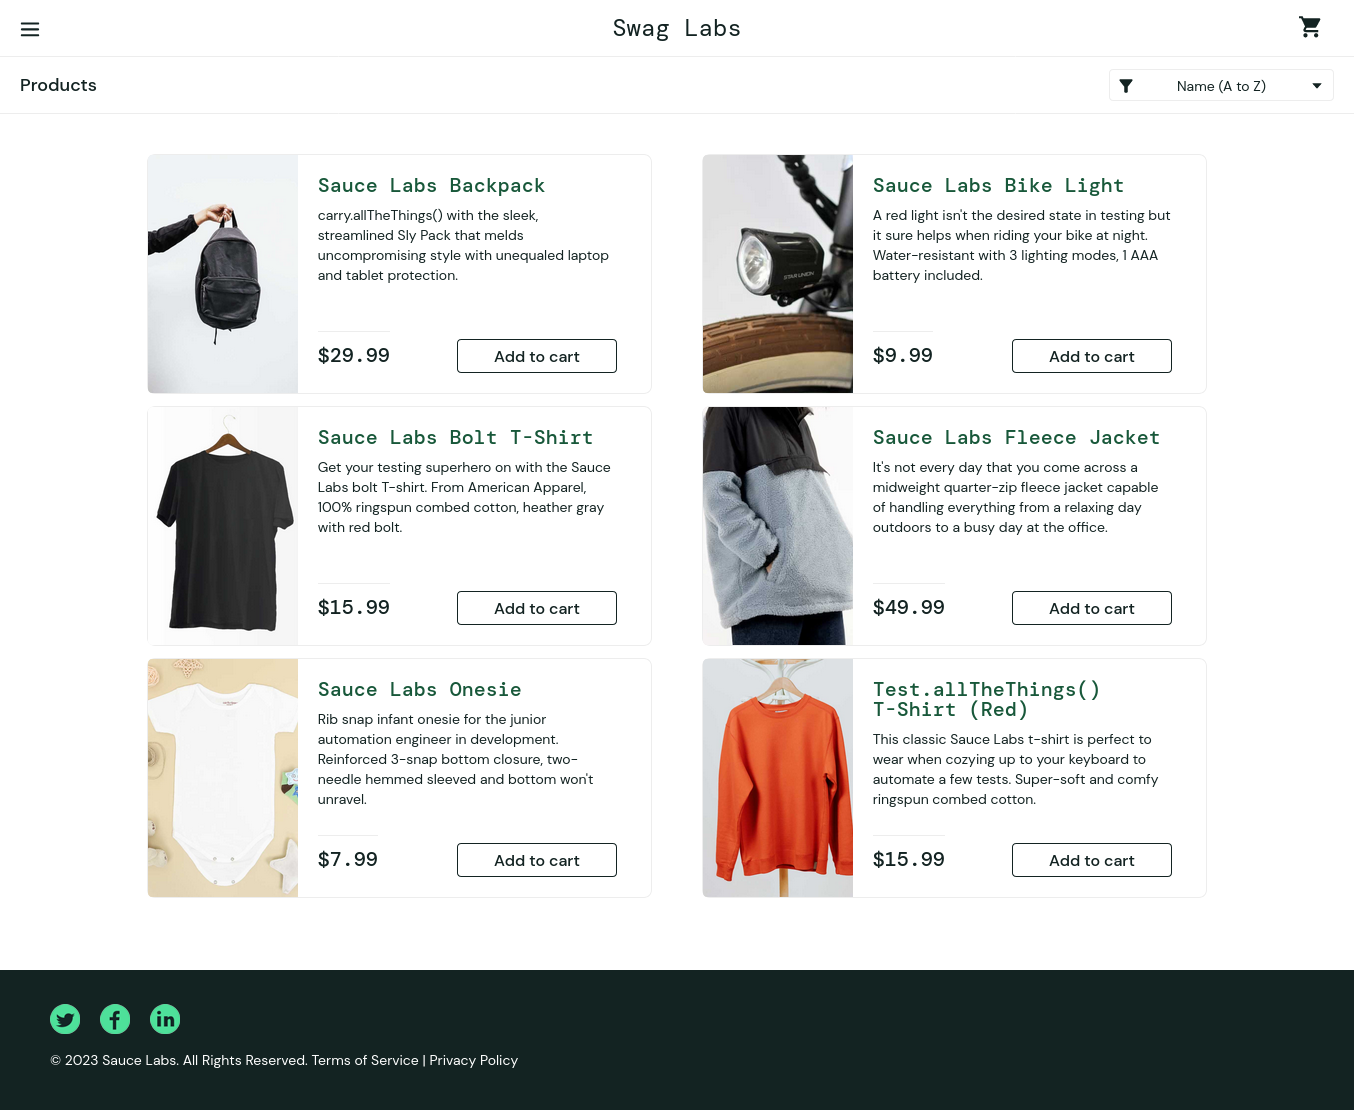 Swag Labs
Products
Name (A to Z)
Sauce Labs Backpack
carry.allTheThings() with the sleek,
streamlined Sly Pack that melds
uncompromising style with unequaled laptop
and tablet protection.
$29.99
Add to cart
STAR UNION
Sauce Labs Bike Light
A red light isn't the desired state in testing but
it sure helps when riding your bike at night.
Water-resistant with 3 lighting modes, 1 AAA
battery included.
$9.99
Add to cart
Sauce Labs Bolt T-Shirt
Get your testing superhero on with the Sauce
Labs bolt T-shirt. From American Apparel,
100% ringspun combed cotton, heather gray
with red bolt.
$15.99
Add to cart
Sauce Labs Fleece Jacket
It's not every day that you come across a
midweight quarter-zip fleece jacket capable
of handling everything from a relaxing day
outdoors to a busy day at the office.
$49.99
Add to cart
Sauce Labs Onesie
Rib snap infant onesie for the junior
automation engineer in development.
Reinforced 3-snap bottom closure, two-
needle hemmed sleeved and bottom won't
unravel.
$7.99
Add to cart
Test.allTheThings()
T-Shirt (Red)
This classic Sauce Labs t-shirt is perfect to
wear when cozying up to your keyboard to
automate a few tests. Super-soft and comfy
ringspun combed cotton.
$15.99
Add to cart
© 2023 Sauce Labs. All Rights Reserved. Terms of Service | Privacy Policy